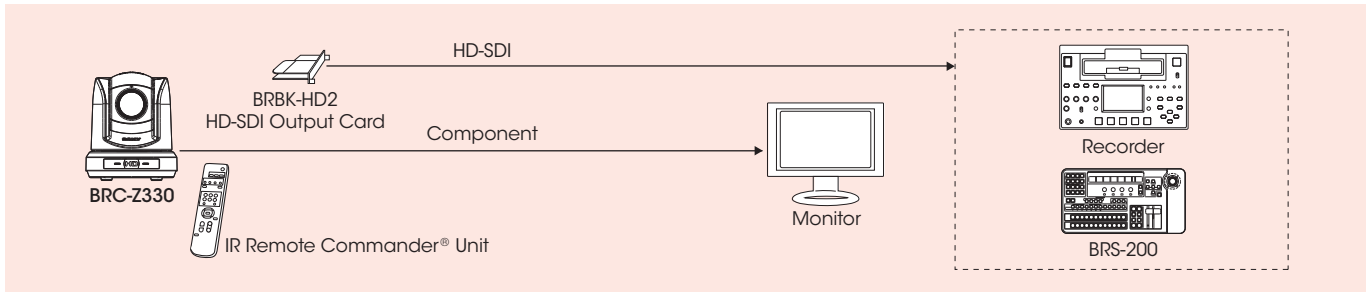 HD-SDI
BRBK-HD2
HD-SDI Output Card
Component
BRC-Z330
IR Remote Commander® Unit
Monitor
Recorder
BRS-200